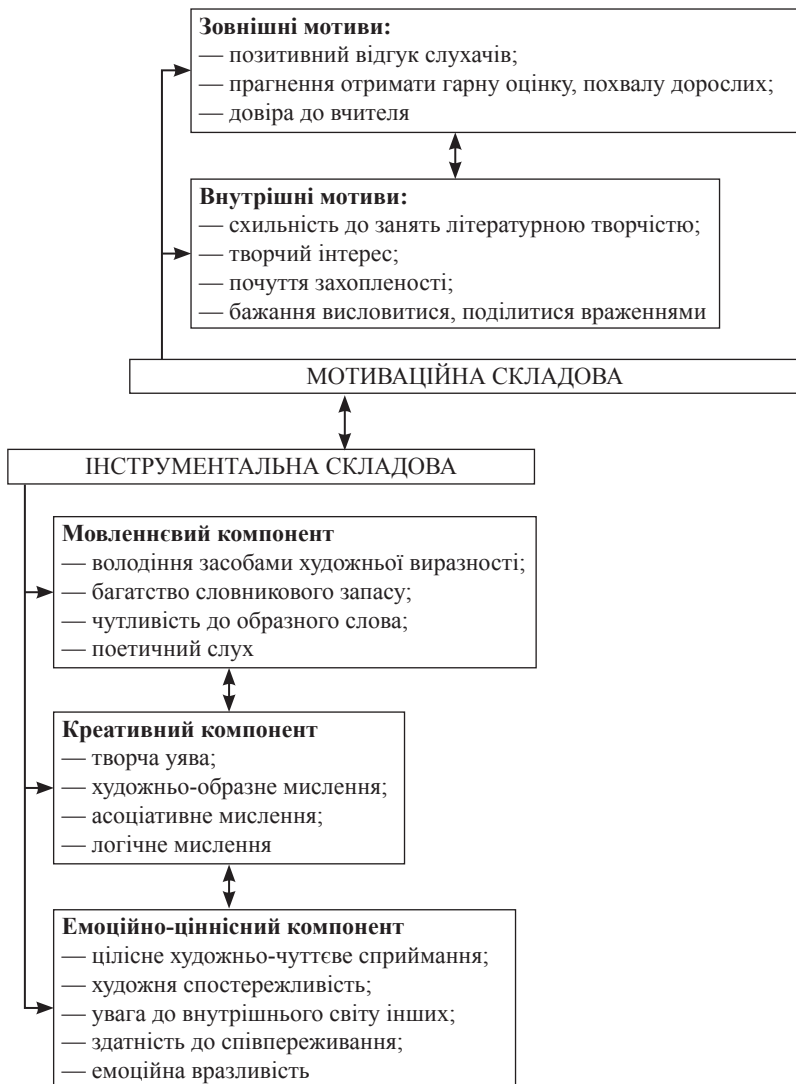 Зовнішні мотиви:
— позитивний відгук слухачів;
— прагнення отримати гарну оцінку, похвалу дорослих;
— довіра до вчителя
Внутрішні мотиви:
— схильність до занять літературною творчістю;
— творчий інтерес;
— почуття захопленості;
— бажання висловитися, поділитися враженнями
МОТИВАЦІЙНА СКЛАДОВА
ІНСТРУМЕНТАЛЬНА СКЛАДОВА
Мовленнєвий компонент
— володіння засобами художньої виразності;
— багатство словникового запасу;
— чутливість до образного слова;
— поетичний слух
Креативний компонент
— творча уява;
— художньо-образне мислення;
— асоціативне мислення;
— логічне мислення
Емоційно-ціннісний компонент
— цілісне художньо-чуттєве сприймання;
— художня спостережливість;
— увага до внутрішнього світу інших;
— здатність до співпереживання;
— емоційна вразливість